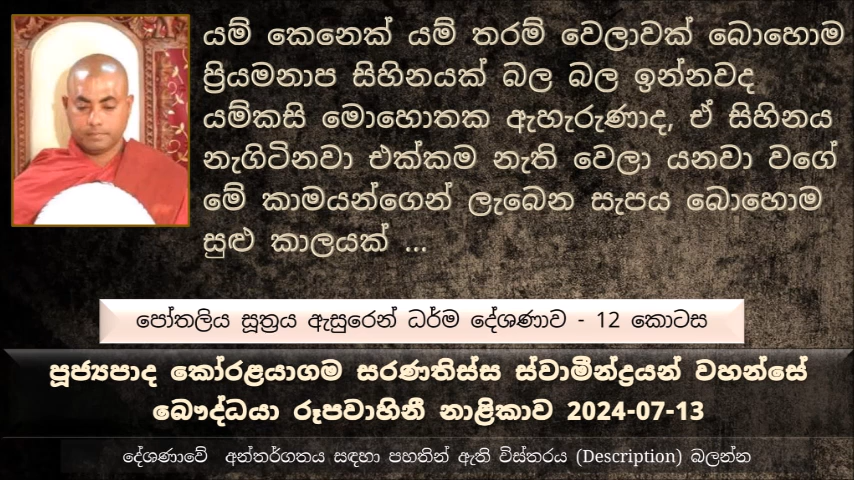 යම් කෙනෙක් යම් තරම් වෙලාවක් බොහොම
ප්‍රියමනාප සිහිනයක් බල බල ඉන්නවද
යම්කසි මොහොතක ඇහැරුණාද, ඒ සිහිනය
නැගිටිනවා එක්කම නැති වෙලා යනවා වගේ
මේ කාමයන්ගෙන් ලැබෙන සැපය බොහොම
සුළු කාලයක් ...
පෝතලිය සූත්‍රය ඇසුරෙන් ධර්ම දේශණාව - 12 කොටස
පූජ්‍යපාද කෝරළයාගම සරණතිස්ස ස්වාමීන්ද්‍රයන් වහන්සේ
බෞද්ධයා රූපවාහිනී නාළිකාව 2024-07-13
දේශණාවේ අන්තර්ගතය සඳහා පහතින් ඇති විස්තරය (Description) බලන්න